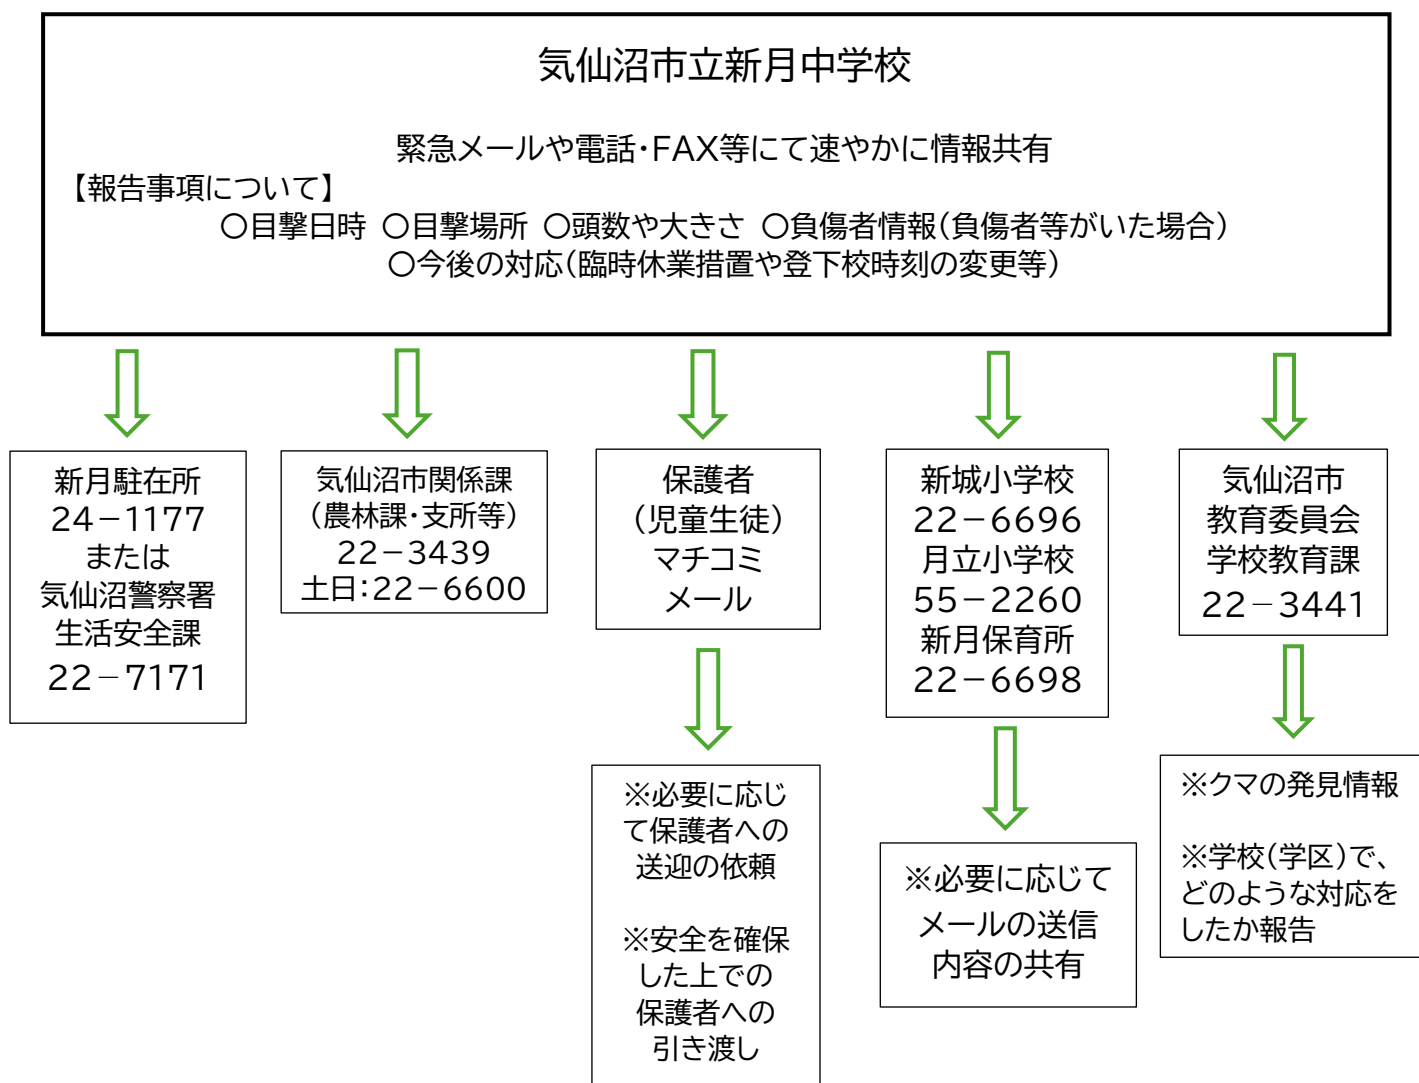 気仙沼市立新月中学校
緊急メールや電話・FAX等にて速やかに情報共有
【報告事項について】
〇目撃日時 〇目撃場所 〇頭数や大きさ 〇負傷者情報(負傷者等がいた場合)
〇今後の対応(臨時休業措置や登下校時刻の変更等)
新月駐在所
24-1177
または
気仙沼警察署
生活安全課
22-7171
気仙沼市関係課
(農林課・支所等)
22-3439
土日:22-6600
保護者
(児童生徒)
マチコミ
メール
新城小学校
22-6696
月立小学校
55-2260
新月保育所
22-6698
気仙沼市
教育委員会
学校教育課
22-3441
※必要に応じ
て保護者への
送迎の依頼
※安全を確保
した上での
保護者への
引き渡し
※必要に応じて
メールの送信
内容の共有
※クマの発見情報
※学校(学区)で、
どのような対応を
したか報告